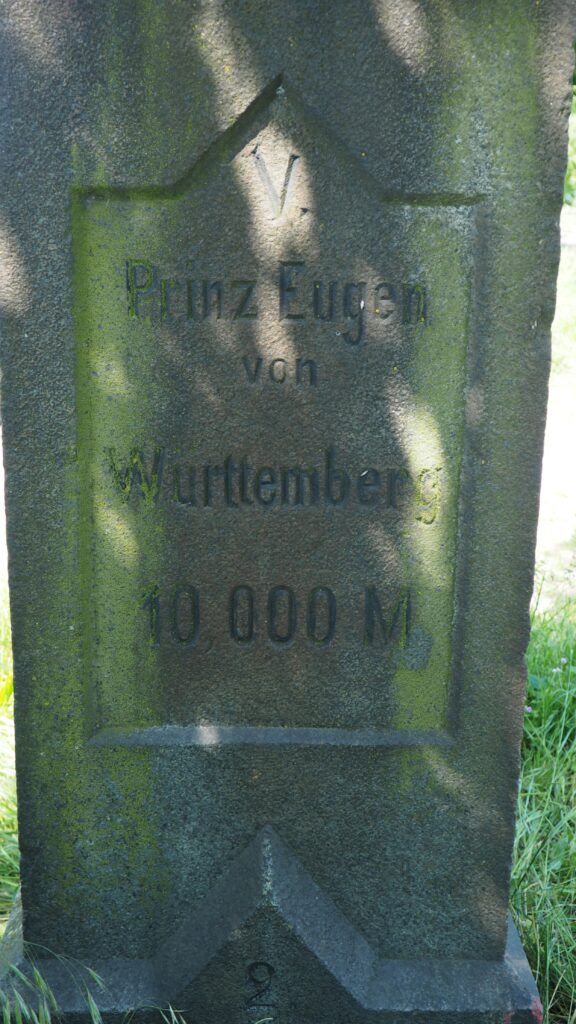 V.
Prinz Eugen
von
Württemberg
10,000 M.
2